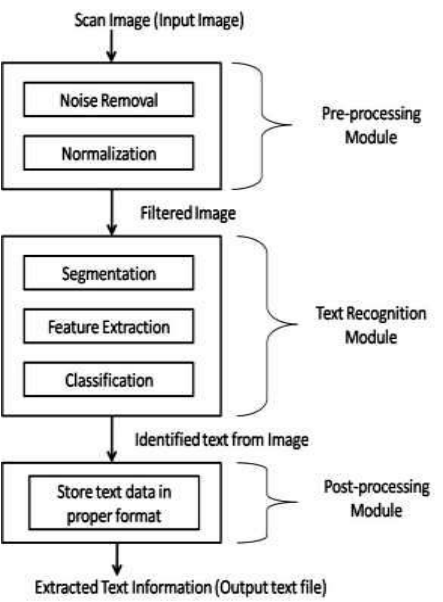 Scan Image (Input Image)
Noise Removal
Normalization
Pre-processing
Module
Filtered Image
Segmentation
Feature Extraction
Classification
Text Recognition
Module
Identified text from Image
Store text data in
proper format
Post-processing
Module
Extracted Text Information (Output text file)